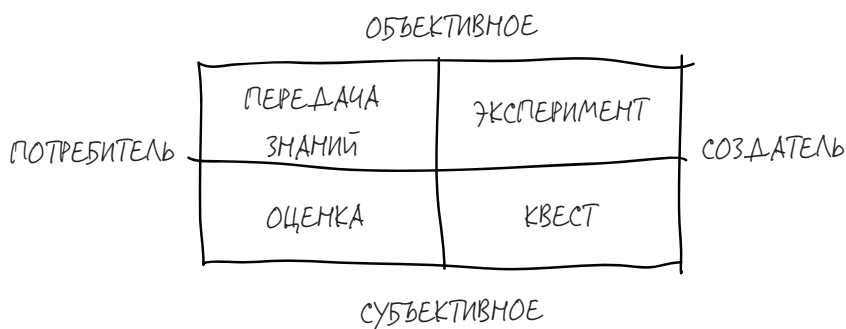 ОБЪЕКТИВНОЕ
ПЕРЕДАЧА
ЗНАНИЙ
ЭКСПЕРИМЕНТ
ПОТРЕБИТЕЛЬ
СОЗДАТЕЛЬ
ОЦЕНКА
КВЕСТ
СУБЪЕКТИВНОЕ